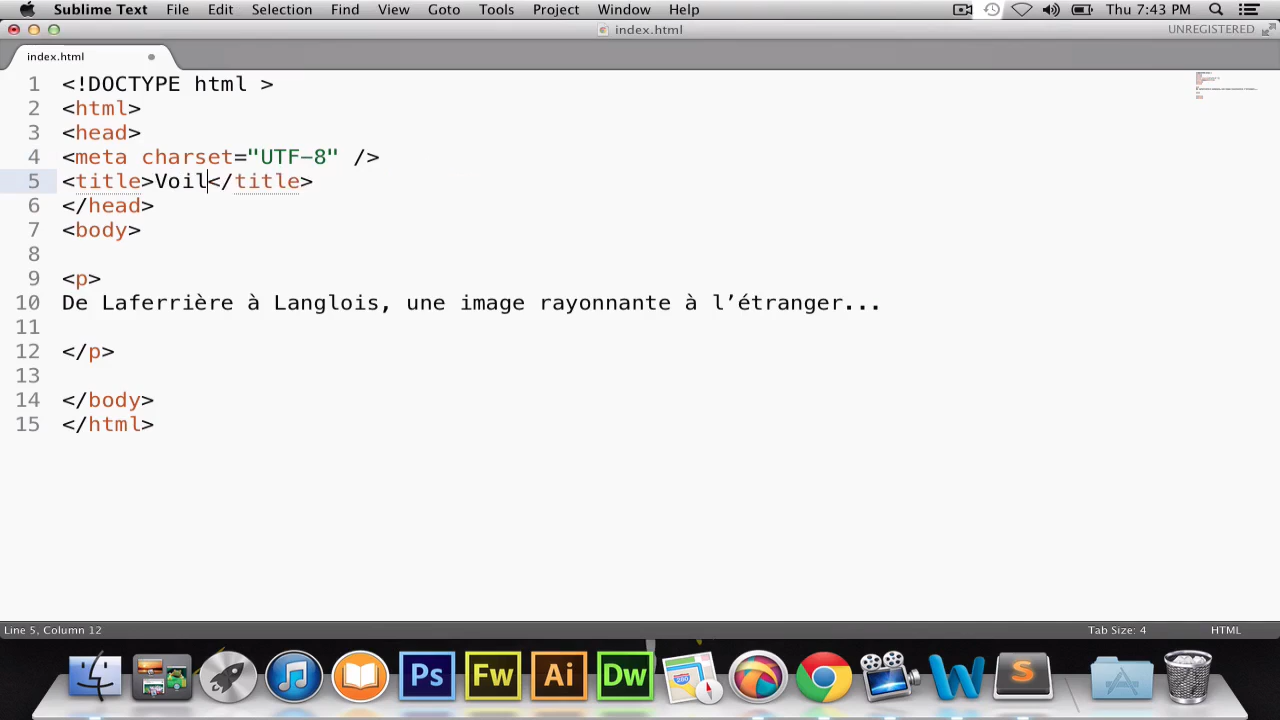 Sublime Text File Edit Selection Find View Goto Tools Project Window Help Thu 7:43 PM
index.html UNREGISTERED
index.html
1 <!DOCTYPE html >
2 <html>
3 <head>
4 <meta charset="UTF-8" />
5 <title>Voil</title>
6 </head>
7 <body>
8
9 <p>
10 De Laferrière à Langlois, une image rayonnante à l’étranger...
11
12 </p>
13
14 </body>
15 </html>
Line 5, Column 12 Tab Size: 4 HTML
Ps Fw Ai Dw W S